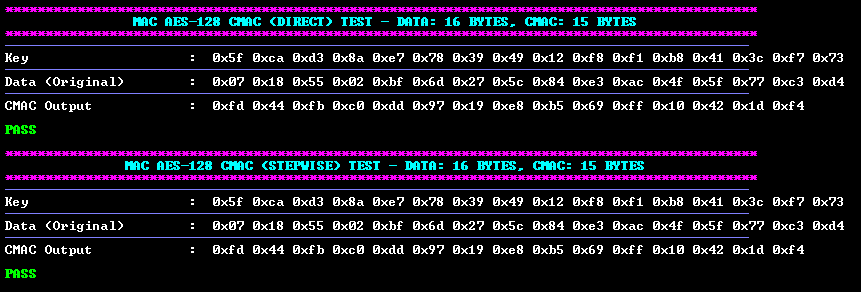 ************************************************************************************************
MAC AES-128 CMAC (DIRECT) TEST - DATA: 16 BYTES, CMAC: 15 BYTES
************************************************************************************************
Key : 0x5f 0xca 0xd3 0x8a 0xe7 0x78 0x39 0x49 0x12 0xf8 0xf1 0xb8 0x41 0x3c 0xf7 0x73
Data (Original) : 0x07 0x18 0x55 0x02 0xbf 0x6d 0x27 0x5c 0x84 0xe3 0xac 0x4f 0x5f 0x77 0xc3 0xd4
CMAC Output : 0xfd 0x44 0xfb 0xc0 0xdd 0x97 0x19 0xe8 0xb5 0x69 0xff 0x10 0x42 0x1d 0xf4
PASS
************************************************************************************************
MAC AES-128 CMAC (STEPWISE) TEST - DATA: 16 BYTES, CMAC: 15 BYTES
************************************************************************************************
Key : 0x5f 0xca 0xd3 0x8a 0xe7 0x78 0x39 0x49 0x12 0xf8 0xf1 0xb8 0x41 0x3c 0xf7 0x73
Data (Original) : 0x07 0x18 0x55 0x02 0xbf 0x6d 0x27 0x5c 0x84 0xe3 0xac 0x4f 0x5f 0x77 0xc3 0xd4
CMAC Output : 0xfd 0x44 0xfb 0xc0 0xdd 0x97 0x19 0xe8 0xb5 0x69 0xff 0x10 0x42 0x1d 0xf4
PASS